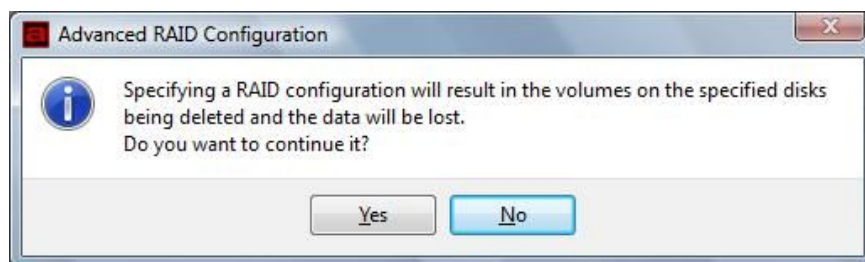 Advanced RAID Configuration
Specifying a RAID configuration will result in the volumes on the specified disks
being deleted and the data will be lost.
Do you want to continue it?
Yes
No